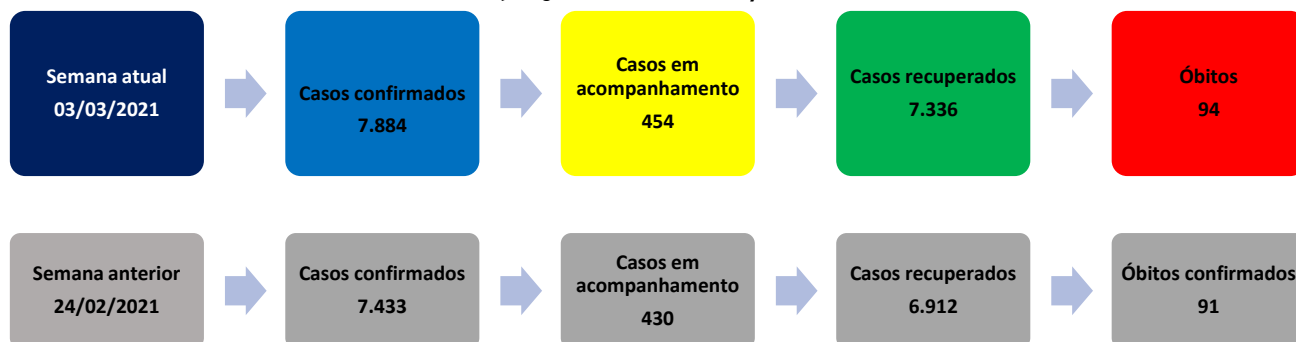 Semana atual
03/03/2021
Casos confirmados
7.884
Casos em
acompanhamento
454
Casos recuperados
7.336
Óbitos
94
Semana anterior
24/02/2021
Casos confirmados
7.433
Casos em
acompanhamento
430
Casos recuperados
6.912
Óbitos confirmados
91